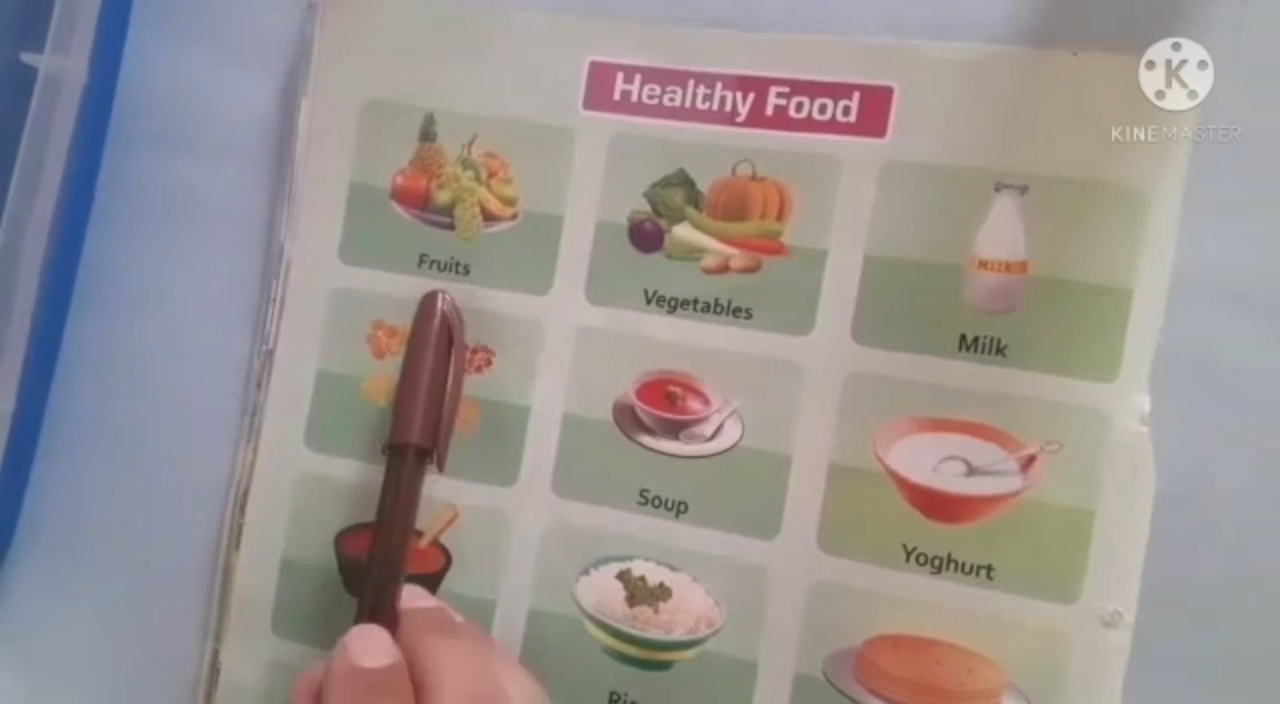 Healthy Food
K
KINEMASTER
Fruits
Vegetables
Milk
MILK
Soup
Yoghurt